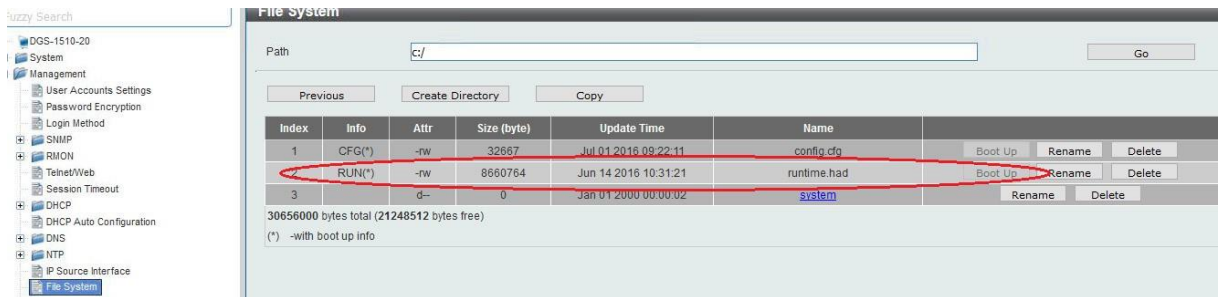 Fuzzy Search
DGS-1510-20
System
Management
User Accounts Settings
Password Encryption
Login Method
SNMP
RMON
Telnet/Web
Session Timeout
DHCP
DHCP Auto Configuration
DNS
NTP
IP Source Interface
File System
File System
Path c:/ Go
Previous Create Directory Copy
Index Info Attr Size (byte) Update Time Name
1 CFG(*) -rw 32667 Jul 01 2016 09:22:11 config.cfg Boot Up Rename Delete
2 RUN(*) -rw 8660764 Jun 14 2016 10:31:21 runtime.had Boot Up Rename Delete
3 d-- 0 Jan 01 2000 00:00:02 system Rename Delete
30656000 bytes total (21248512 bytes free)
(*) -with boot up info